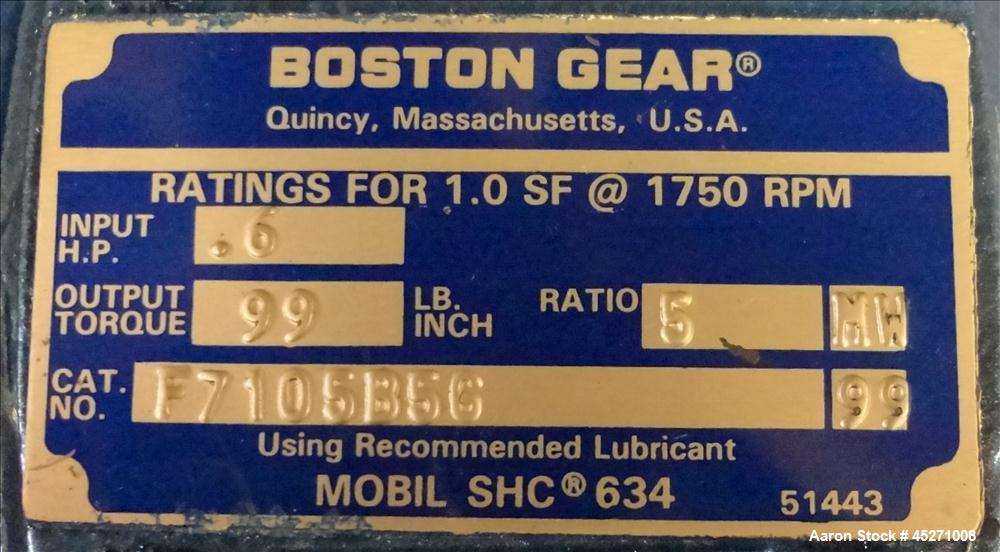 BOSTON GEAR®
Quincy, Massachusetts, U.S.A.
RATINGS FOR 1.0 SF @ 1750 RPM
INPUT H.P. .6
OUTPUT TORQUE 99 LB. INCH RATIO 5 MW
CAT. NO. F7105B5G 99
Using Recommended Lubricant
MOBIL SHC® 634
51443
Aaron Stock # 45271008